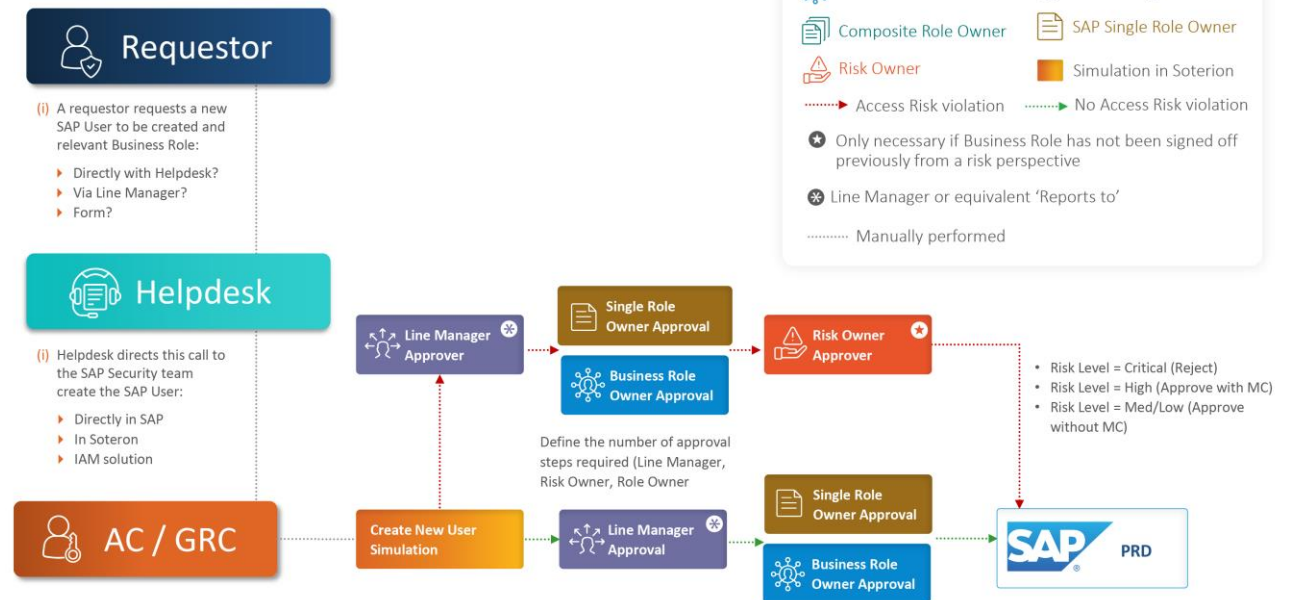 Requestor
(i) A requestor requests a new
SAP User to be created and
relevant Business Role:
Directly with Helpdesk?
Via Line Manager?
Form?
Composite Role Owner
SAP Single Role Owner
Risk Owner
Simulation in Soterion
Access Risk violation
No Access Risk violation
Only necessary if Business Role has not been signed off
previously from a risk perspective
Line Manager or equivalent ‘Reports to’
Manually performed
Helpdesk
(i) Helpdesk directs this call to
the SAP Security team
create the SAP User:
Directly in SAP
In Soteron
IAM solution
Line Manager
Approver
Single Role
Owner Approval
Business Role
Owner Approval
Risk Owner
Approver
• Risk Level = Critical (Reject)
• Risk Level = High (Approve with MC)
• Risk Level = Med/Low (Approve
without MC)
Define the number of approval
steps required (Line Manager,
Risk Owner, Role Owner
AC / GRC
Create New User
Simulation
Line Manager
Approval
Single Role
Owner Approval
Business Role
Owner Approval
SAP ®
PRD